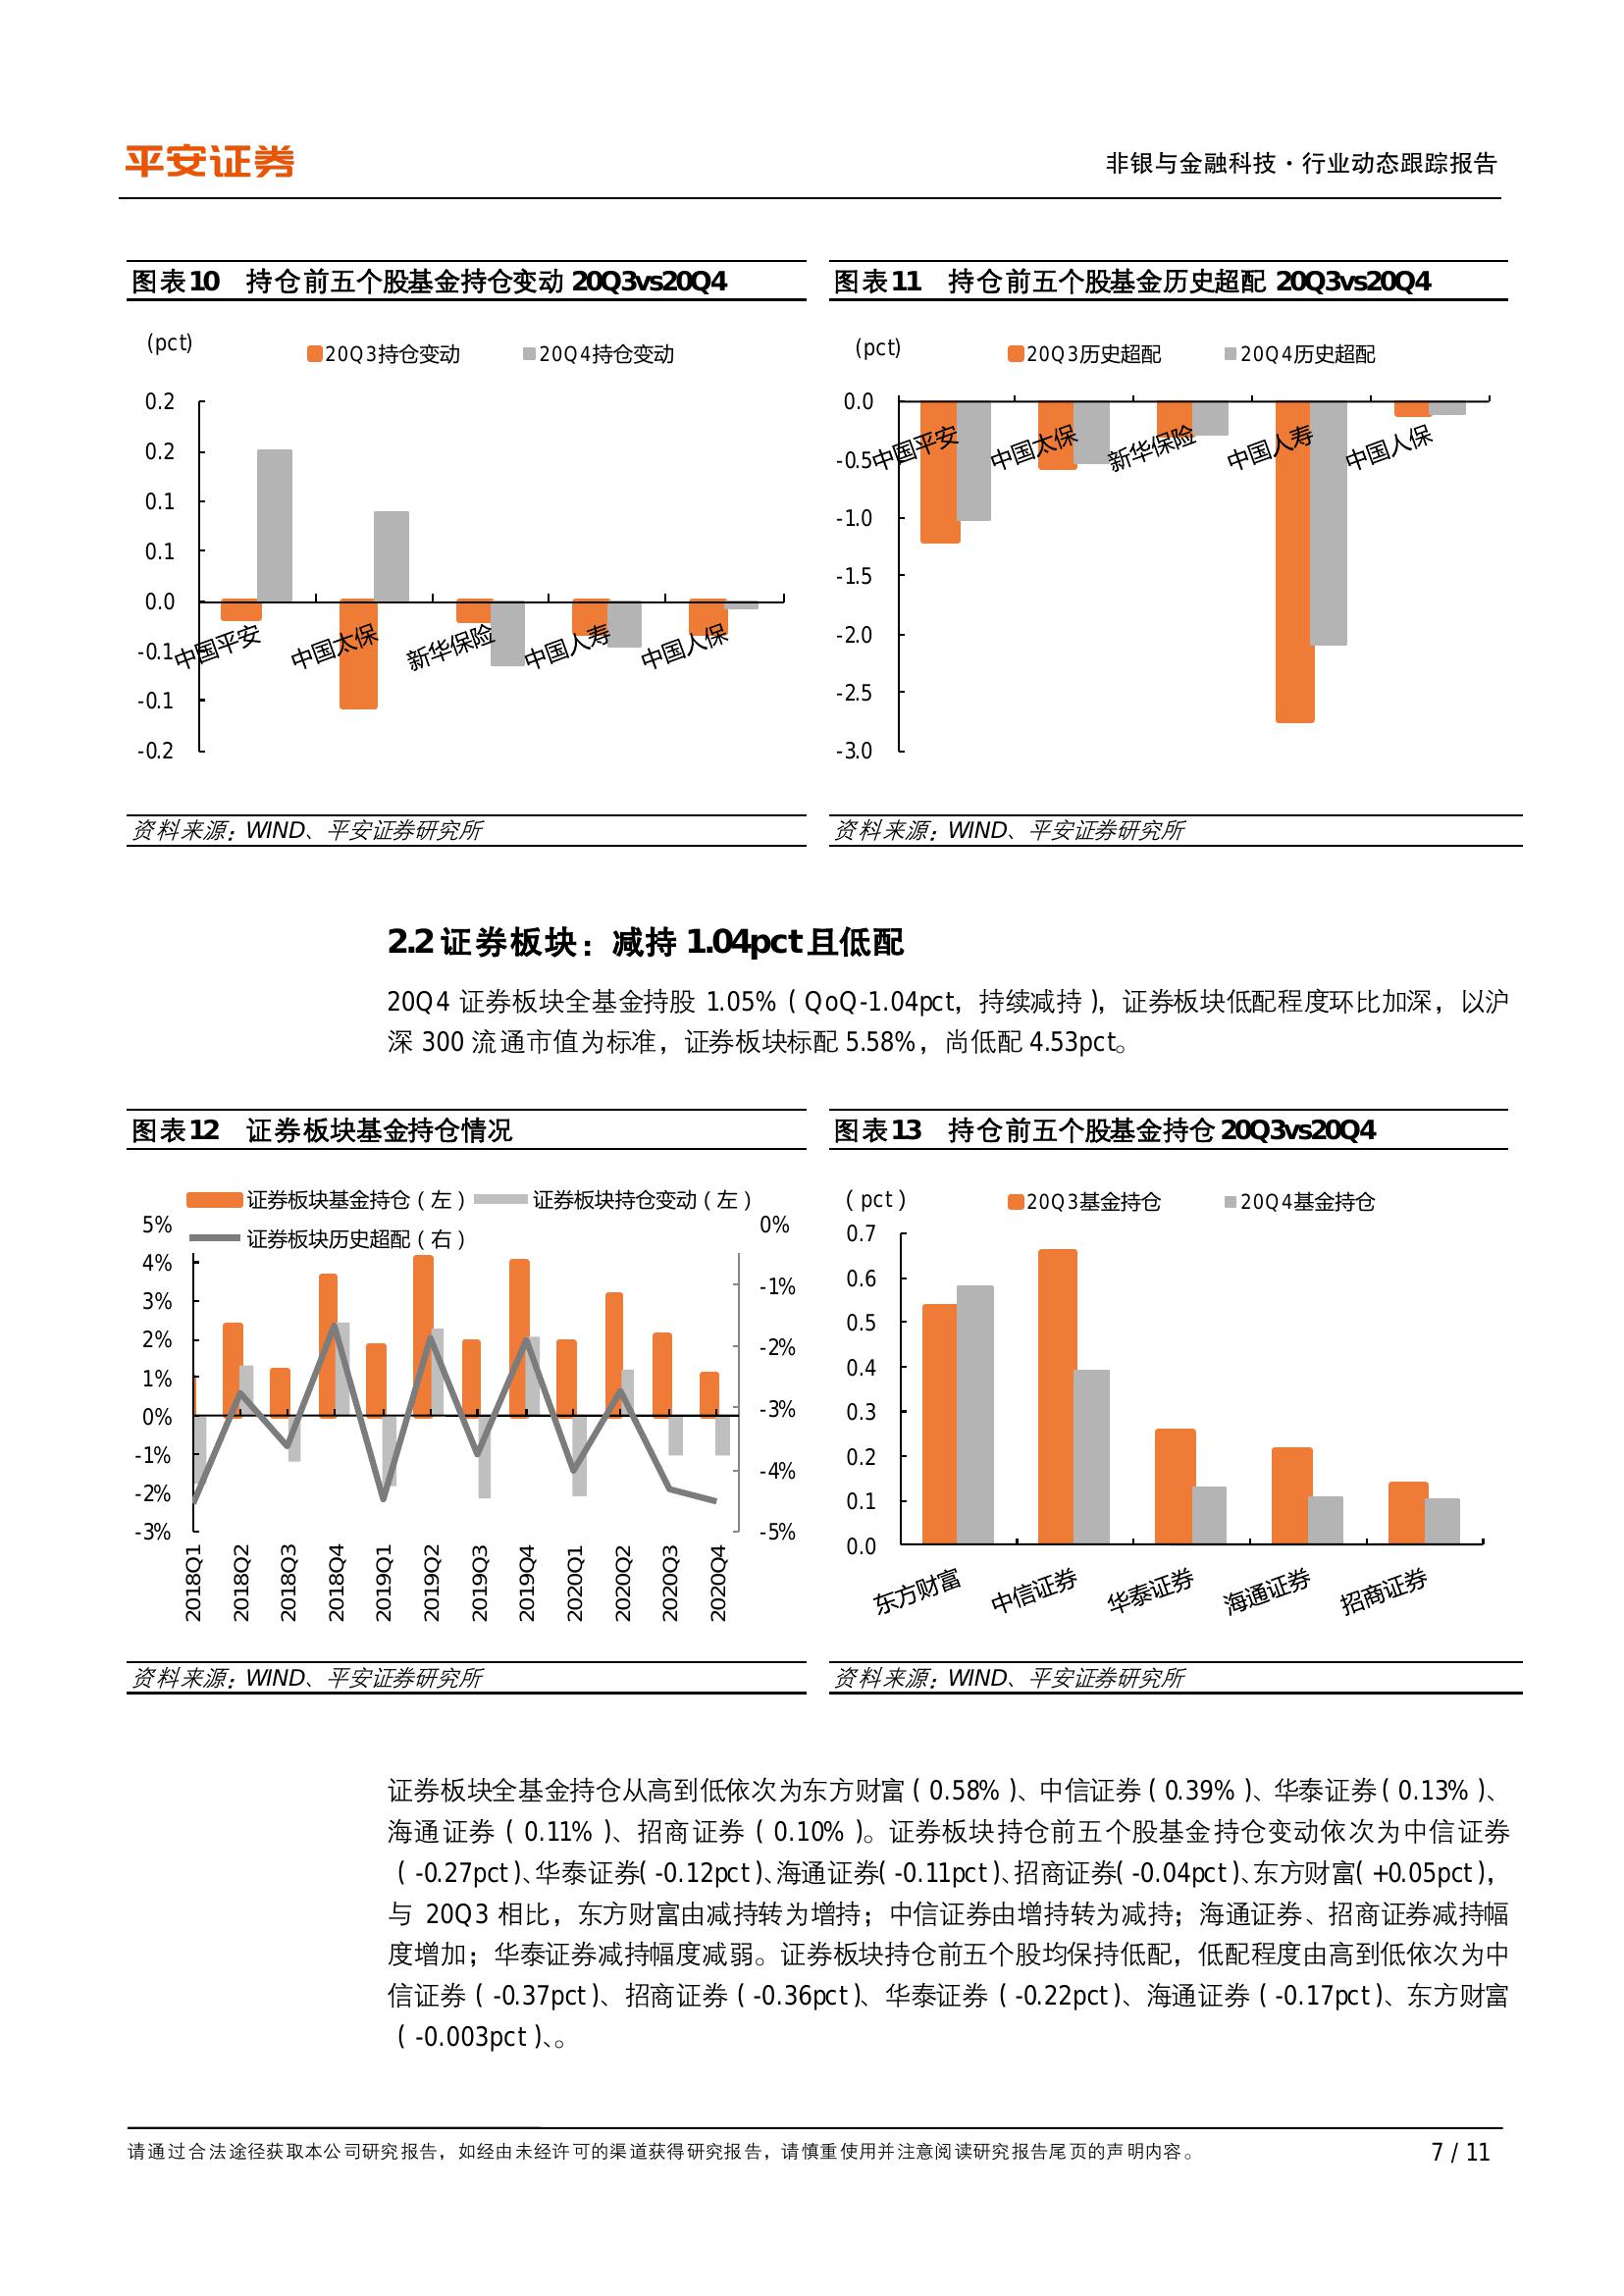 平安证券
非银与金融科技·行业动态跟踪报告
图表10 持仓前五个股基金持仓变动 20Q3vs20Q4
(pct)
20Q3持仓变动 20Q4持仓变动
0.2
0.2
0.1
0.1
0.0
-0.1
-0.1
-0.2
中国平安 中国太保 新华保险 中国人寿 中国人保
资料来源：WIND、平安证券研究所
图表11 持仓前五个股基金历史超配 20Q3vs20Q4
(pct)
20Q3历史超配 20Q4历史超配
0.0
-0.5
-1.0
-1.5
-2.0
-2.5
-3.0
中国平安 中国太保 新华保险 中国人寿 中国人保
资料来源：WIND、平安证券研究所
2.2 证券板块：减持 1.04pct 且低配
20Q4 证券板块全基金持股 1.05%（QoQ-1.04pct，持续减持），证券板块低配程度环比加深，以沪
深 300 流通市值为标准，证券板块标配 5.58%，尚低配 4.53pct。
图表12 证券板块基金持仓情况
证券板块基金持仓（左） 证券板块持仓变动（左）
证券板块历史超配（右）
5%
4%
3%
2%
1%
0%
-1%
-2%
-3%
0%
-1%
-2%
-3%
-4%
-5%
2018Q1 2018Q2 2018Q3 2018Q4 2019Q1 2019Q2 2019Q3 2019Q4 2020Q1 2020Q2 2020Q3 2020Q4
资料来源：WIND、平安证券研究所
图表13 持仓前五个股基金持仓 20Q3vs20Q4
（pct）
20Q3基金持仓 20Q4基金持仓
0.7
0.6
0.5
0.4
0.3
0.2
0.1
0.0
东方财富 中信证券 华泰证券 海通证券 招商证券
资料来源：WIND、平安证券研究所
证券板块全基金持仓从高到低依次为东方财富（0.58%）、中信证券（0.39%）、华泰证券（0.13%）、
海通证券（0.11%）、招商证券（0.10%）。证券板块持仓前五个股基金持仓变动依次为中信证券
（-0.27pct）、华泰证券（-0.12pct）、海通证券（-0.11pct）、招商证券（-0.04pct）、东方财富（+0.05pct），
与 20Q3 相比，东方财富由减持转为增持；中信证券由增持转为减持；海通证券、招商证券减持幅
度增加；华泰证券减持幅度减弱。证券板块持仓前五个股均保持低配，低配程度由高到低依次为中
信证券（-0.37pct）、招商证券（-0.36pct）、华泰证券（-0.22pct）、海通证券（-0.17pct）、东方财富
（-0.003pct）、。
请通过合法途径获取本公司研究报告，如经由未经许可的渠道获得研究报告，请慎重使用并注意阅读研究报告尾页的声明内容。
7 / 11